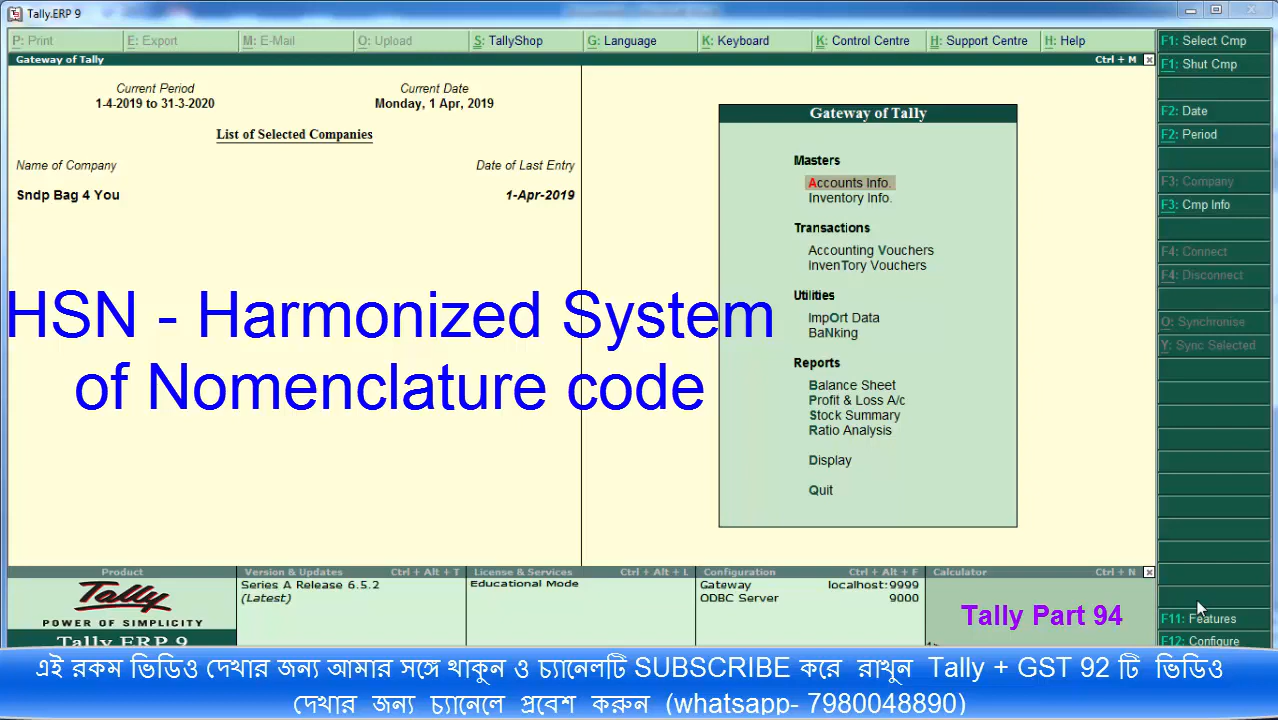 Tally.ERP 9
P: Print E: Export M: E-Mail O: Upload S: TallyShop G: Language K: Keyboard K: Control Centre H: Support Centre H: Help
F1: Select Cmp
Gateway of Tally Ctrl + M
F1: Shut Cmp
Current Period Current Date
1-4-2019 to 31-3-2020 Monday, 1 Apr, 2019
List of Selected Companies
Name of Company Date of Last Entry
Sndp Bag 4 You 1-Apr-2019
Gateway of Tally
Masters
Accounts Info.
Inventory Info.
Transactions
Accounting Vouchers
InvenTory Vouchers
Utilities
ImpOrt Data
BaNking
Reports
Balance Sheet
Profit & Loss A/c
Stock Summary
Ratio Analysis
Display
Quit
F2: Date
F2: Period
F3: Company
F3: Cmp Info
F4: Connect
F4: Disconnect
O: Synchronise
Y: Sync Selected
F11: Features
F12: Configure
HSN - Harmonized System
of Nomenclature code
Product
Tally
POWER OF SIMPLICITY
Tally.ERP 9
Version & Updates Ctrl + Alt + T
Series A Release 6.5.2
(Latest)
License & Services Ctrl + Alt + L
Educational Mode
Configuration Ctrl + Alt + F
Gateway localhost:9999
ODBC Server 9000
Calculator Ctrl + N
Tally Part 94
এই রকম ভিডিও দেখার জন্য আমার সঙ্গে থাকুন ও চ্যানেলটি SUBSCRIBE করে রাখুন Tally + GST 92 টি ভিডিও
দেখার জন্য চ্যানেলে প্রবেশ করুন (whatsapp- 7980048890)